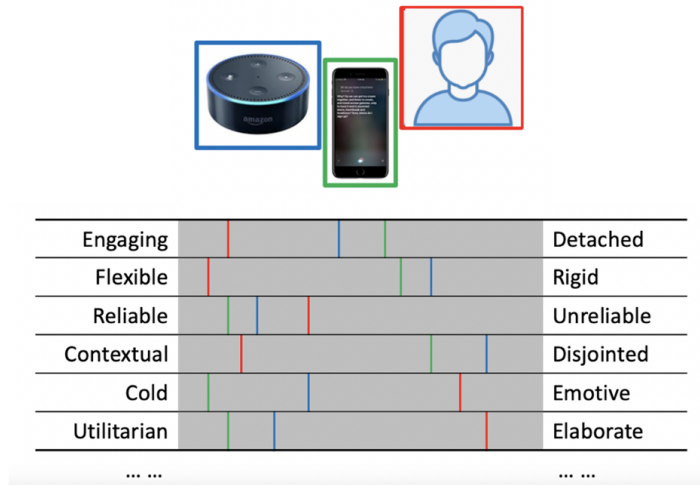 amazon
Engaging Detached
Flexible Rigid
Reliable Unreliable
Contextual Disjointed
Cold Emotive
Utilitarian Elaborate
... ... ... ...